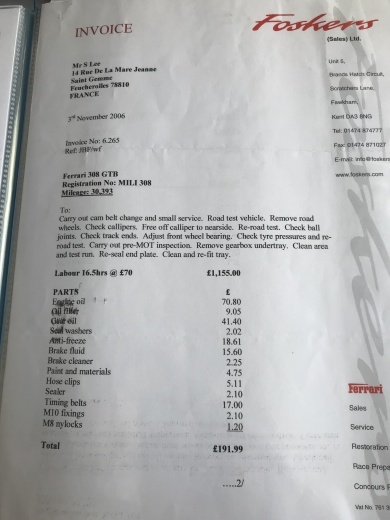 INVOICE
Foskers
(Sales) Ltd.
Unit 5,
Brands Hatch Circuit,
Scratchers Lane,
Fawkham,
Kent DA3 8NG
Tel: 01474 874777
Fax: 01474 871027
E-mail: info@foskers
www.foskers.com
Mr S Lee
14 Rue De La Mare Jeanne
Saint Gemme
Feucherolles 78810
FRANCE
3rd November 2006
Invoice No: 6.265
Ref:
Ferrari 308 GTB
Registration No: MILI 308
Mileage: 30,393
To:
Carry out cam belt change and small service. Road test vehicle. Remove road
wheels. Check callipers. Free off calliper to nearside. Re-road test. Check ball
joints. Check track ends. Adjust front wheel bearing. Check tyre pressures and re-
road test. Carry out pre-MOT inspection. Remove gearbox undertray. Clean area
and test run. Re-seal end plate. Clean and re-fit tray.
Labour 16.5hrs @ £70 £1,155.00
PARTS £
Engine oil 70.80
Oil filter 9.05
Gear oil 41.40
Seal washers 2.02
Anti-freeze 18.61
Brake fluid 15.60
Brake cleaner 2.25
Paint and materials 4.75
Hose clips 5.11
Sealer 2.10
Timing belts 17.00
M10 fixings 2.10
M8 nylocks 1.20
Total £191.99
.....2/
Ferrari
Sales
Service
Restoration
Race Prepa
Concours P
Vat No. 761